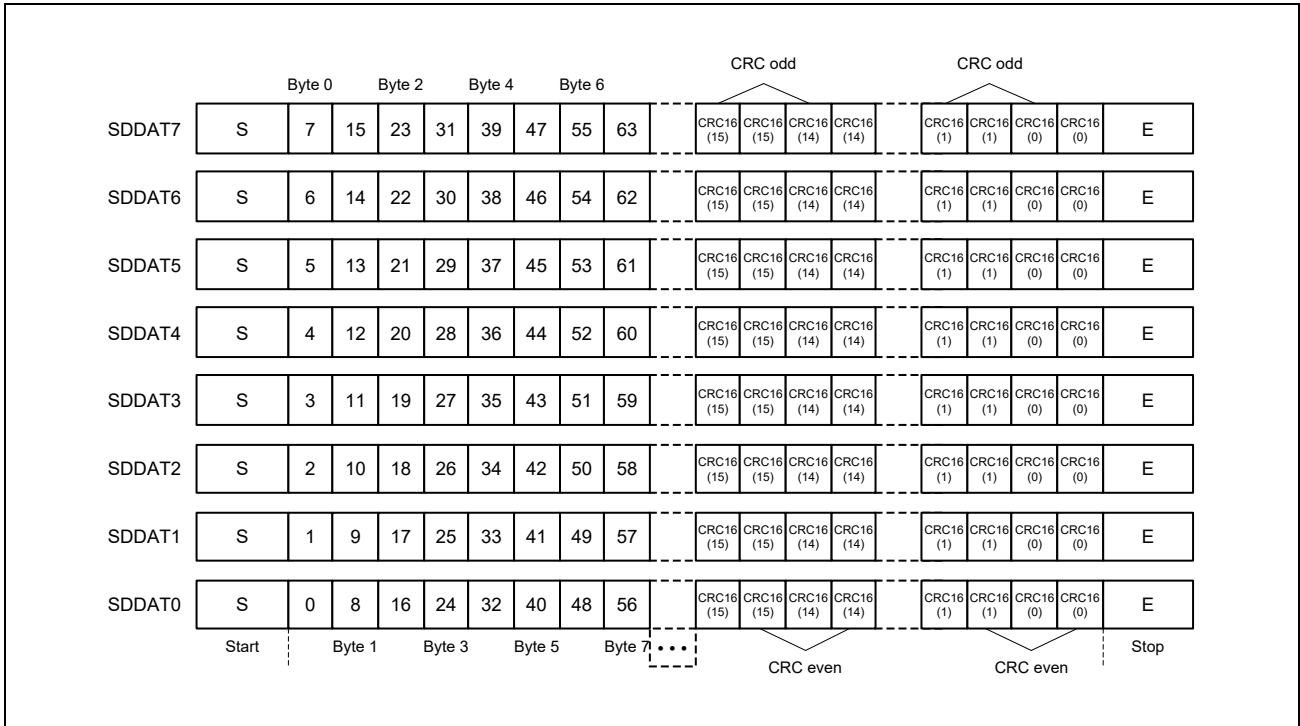 CRC odd CRC odd
Byte 0 Byte 2 Byte 4 Byte 6
SDDAT7 S 7 15 23 31 39 47 55 63 CRC16 (15) CRC16 (15) CRC16 (14) CRC16 (14) CRC16 (1) CRC16 (1) CRC16 (0) CRC16 (0) E
SDDAT6 S 6 14 22 30 38 46 54 62 CRC16 (15) CRC16 (15) CRC16 (14) CRC16 (14) CRC16 (1) CRC16 (1) CRC16 (0) CRC16 (0) E
SDDAT5 S 5 13 21 29 37 45 53 61 CRC16 (15) CRC16 (15) CRC16 (14) CRC16 (14) CRC16 (1) CRC16 (1) CRC16 (0) CRC16 (0) E
SDDAT4 S 4 12 20 28 36 44 52 60 CRC16 (15) CRC16 (15) CRC16 (14) CRC16 (14) CRC16 (1) CRC16 (1) CRC16 (0) CRC16 (0) E
SDDAT3 S 3 11 19 27 35 43 51 59 CRC16 (15) CRC16 (15) CRC16 (14) CRC16 (14) CRC16 (1) CRC16 (1) CRC16 (0) CRC16 (0) E
SDDAT2 S 2 10 18 26 34 42 50 58 CRC16 (15) CRC16 (15) CRC16 (14) CRC16 (14) CRC16 (1) CRC16 (1) CRC16 (0) CRC16 (0) E
SDDAT1 S 1 9 17 25 33 41 49 57 CRC16 (15) CRC16 (15) CRC16 (14) CRC16 (14) CRC16 (1) CRC16 (1) CRC16 (0) CRC16 (0) E
SDDAT0 S 0 8 16 24 32 40 48 56 CRC16 (15) CRC16 (15) CRC16 (14) CRC16 (14) CRC16 (1) CRC16 (1) CRC16 (0) CRC16 (0) E
Start Byte 1 Byte 3 Byte 5 Byte 7 • • • Stop
CRC even CRC even